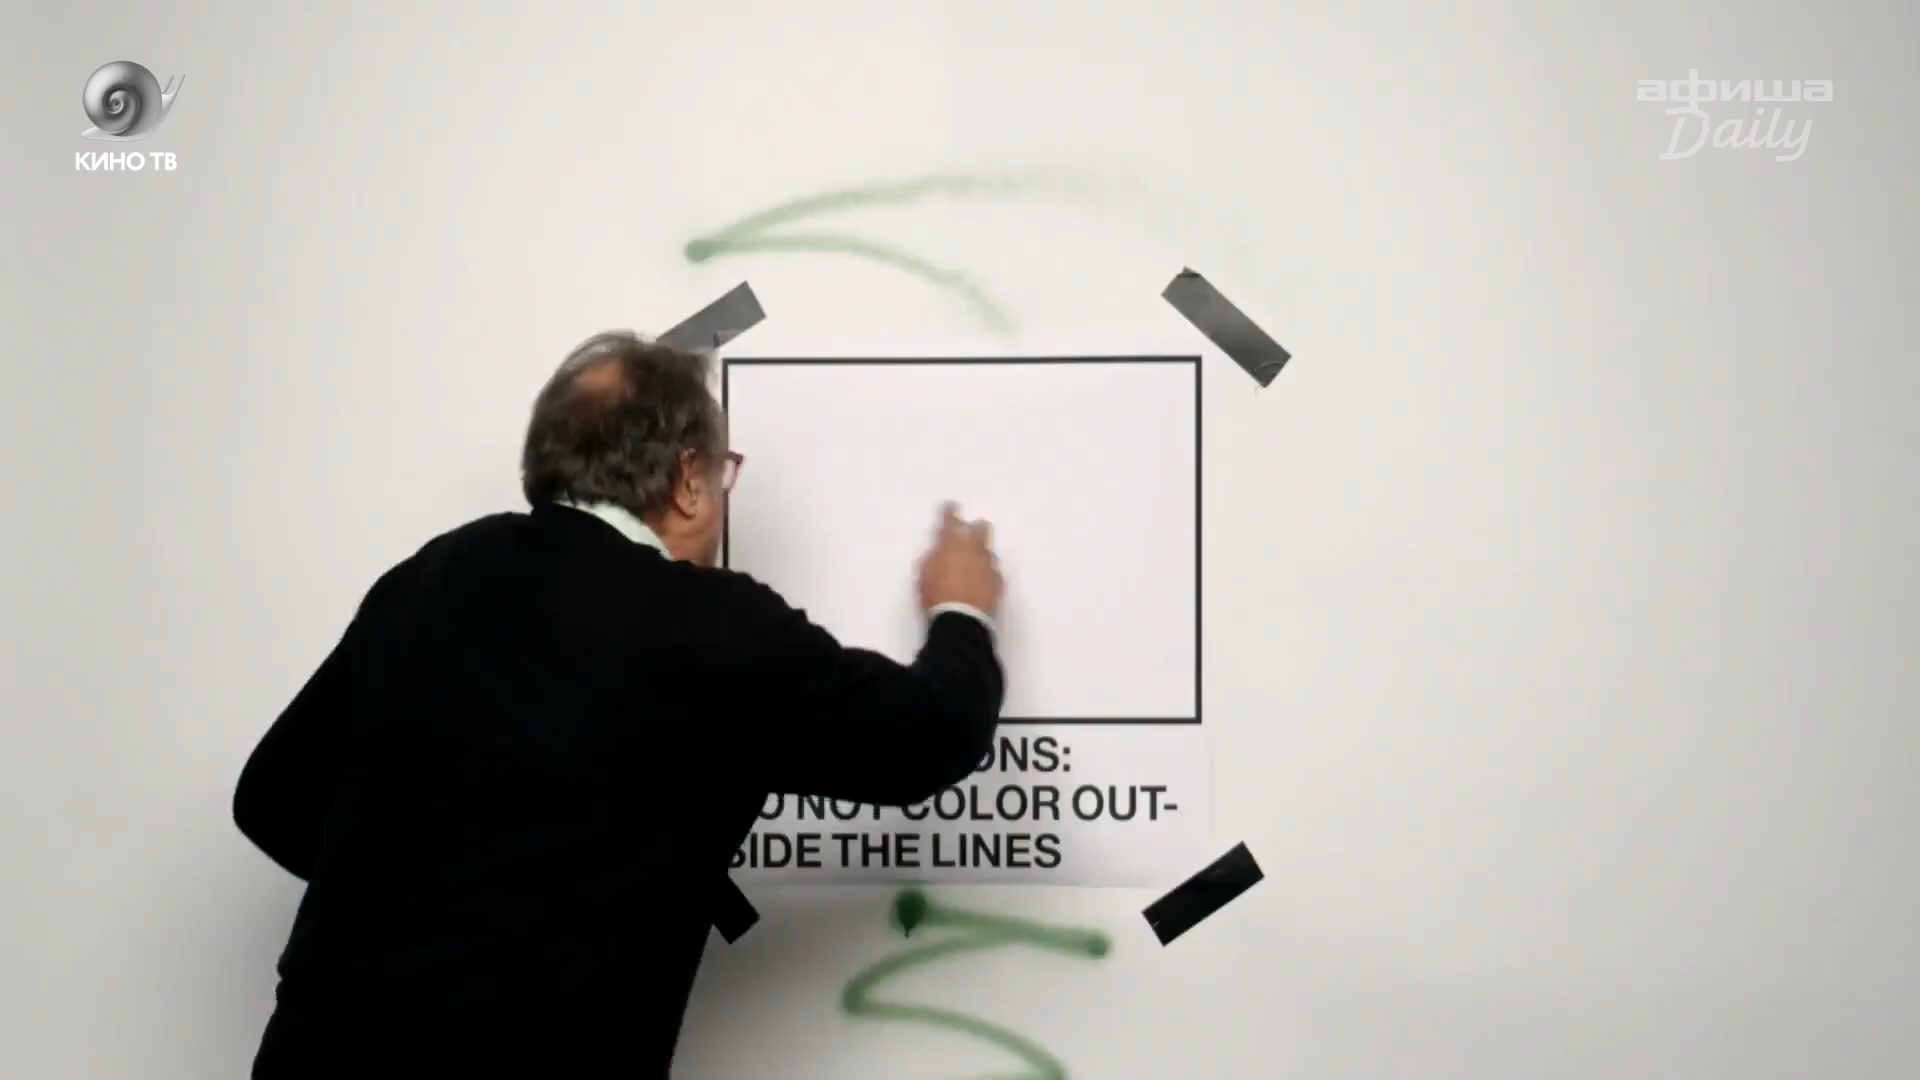 КИНО ТВ
афиша
Daily
ONS:
O NOT COLOR OUT-
SIDE THE LINES